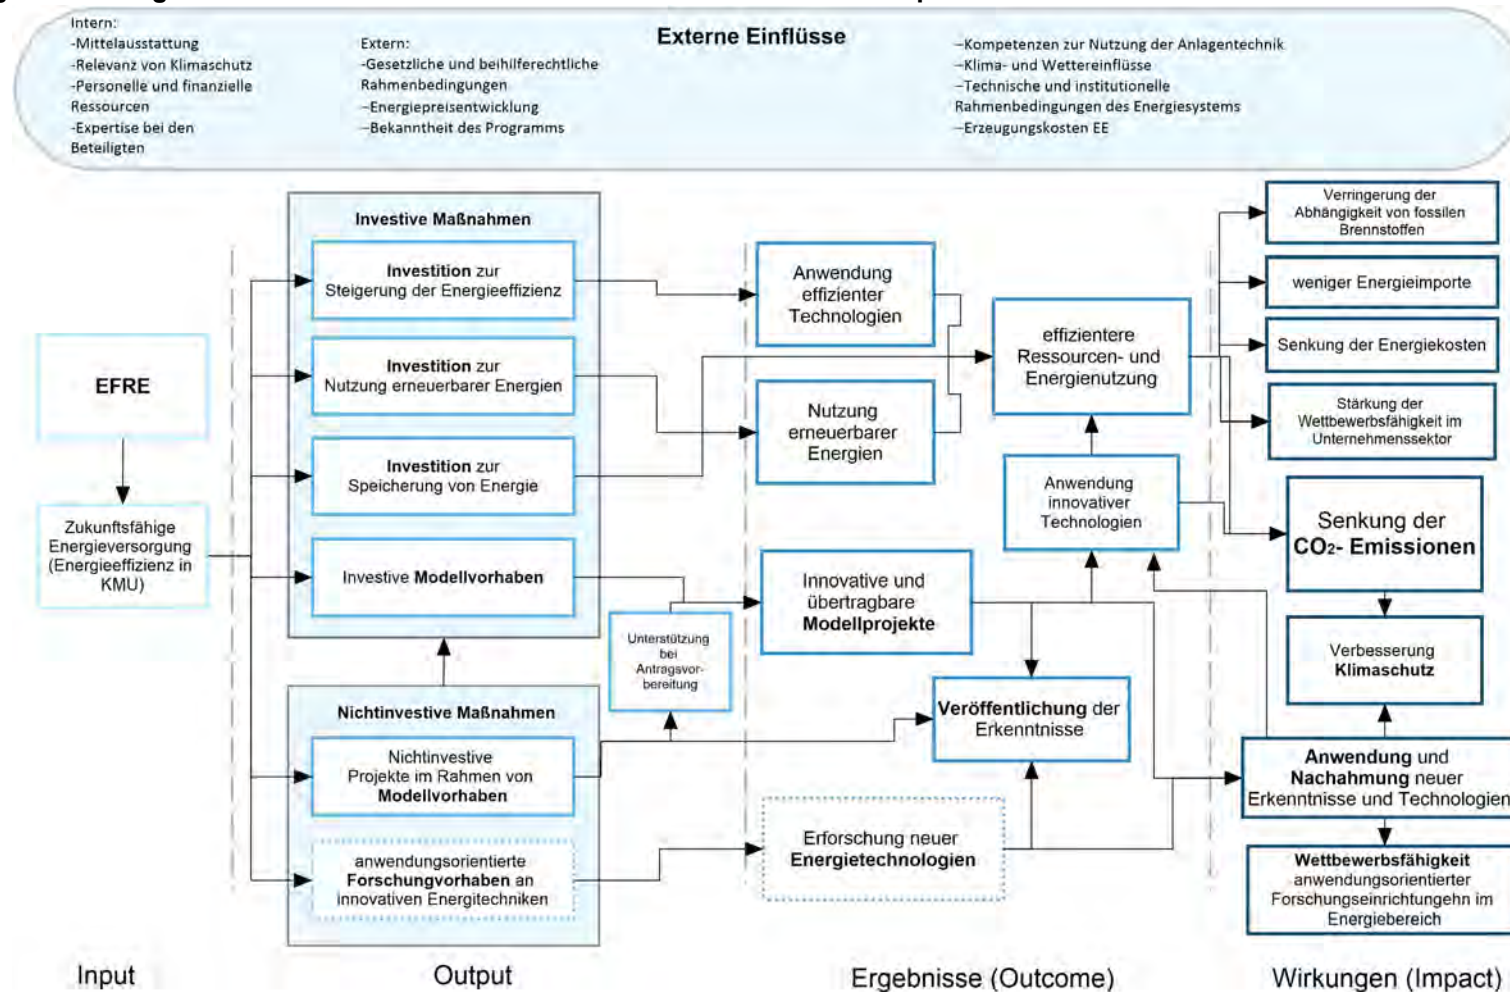 Externe Einflüsse
Intern:
-Mittelausstattung
-Relevanz von Klimaschutz
-Personelle und finanzielle
Ressourcen
-Expertise bei den
Beteiligten
Extern:
-Gesetzliche und beihilferechtliche
Rahmenbedingungen
–Energiepreisentwicklung
–Bekanntheit des Programms
–Kompetenzen zur Nutzung der Anlagentechnik
–Klima- und Wettereinflüsse
–Technische und institutionelle
Rahmenbedingungen des Energiesystems
–Erzeugungskosten EE
EFRE
Zukunftsfähige
Energieversorgung
(Energieeffizienz in
KMU)
Investive Maßnahmen
Investition zur
Steigerung der Energieeffizienz
Investition zur
Nutzung erneuerbarer Energien
Investition zur
Speicherung von Energie
Investive Modellvorhaben
Nichtinvestive Maßnahmen
Nichtinvestive
Projekte im Rahmen von
Modellvorhaben
anwendungsorientierte
Forschungvorhaben an
innovativen Energitechniken
Unterstützung
bei
Antragsvor-
bereitung
Anwendung
effizienter
Technologien
Nutzung
erneuerbarer
Energien
Innovative und
übertragbare
Modellprojekte
Erforschung neuer
Energietechnologien
effizientere
Ressourcen- und
Energienutzung
Anwendung
innovativer
Technologien
Veröffentlichung der
Erkenntnisse
Verringerung der
Abhängigkeit von fossilen
Brennstoffen
weniger Energieimporte
Senkung der Energiekosten
Stärkung der
Wettbewerbsfähigkeit im
Unternehmenssektor
Senkung der
CO2- Emissionen
Verbesserung
Klimaschutz
Anwendung und
Nachahmung neuer
Erkenntnisse und Technologien
Wettbewerbsfähigkeit
anwendungsorientierter
Forschungseinrichtungehn im
Energiebereich
Input
Output
Ergebnisse (Outcome)
Wirkungen (Impact)